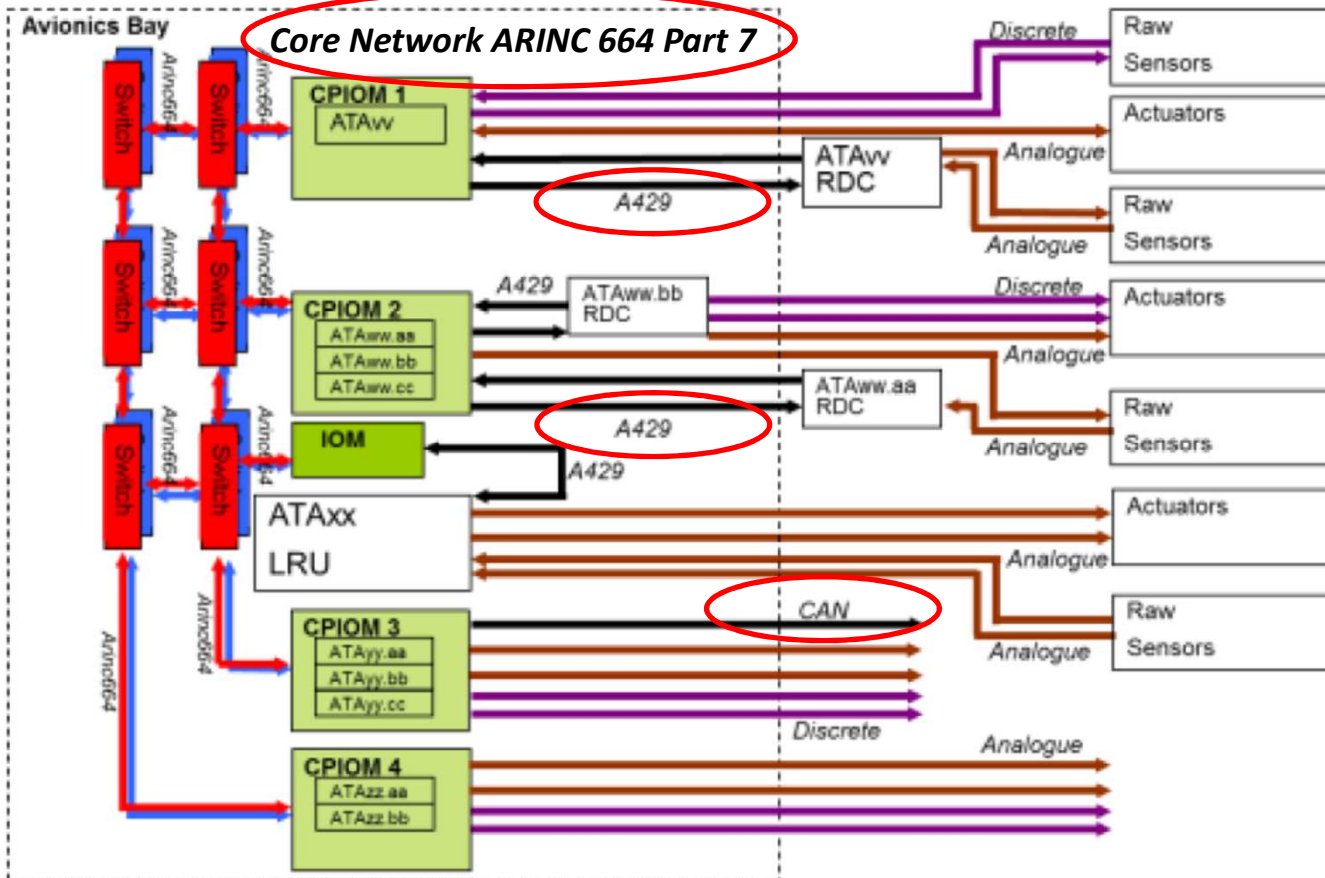 Avionics Bay
Core Network ARINC 664 Part 7
Discrete
Raw
Sensors
Arinc664
Arinc664
Switch
Switch
CPIOM 1
ATAvv
Actuators
Analogue
ATAvv
RDC
A429
Raw
Sensors
Analogue
Arinc664
Arinc664
Switch
Switch
CPIOM 2
ATAww.aa
ATAww.bb
ATAww.cc
A429
ATAww.bb
RDC
Discrete
Actuators
Analogue
ATAww.aa
RDC
A429
Raw
Sensors
Analogue
Arinc664
Arinc664
Switch
Switch
IOM
A429
ATAxx
LRU
Actuators
Analogue
CAN
Raw
Sensors
Analogue
Arinc664
Arinc664
CPIOM 3
ATAyy.aa
ATAyy.bb
ATAyy.cc
Discrete
Analogue
CPIOM 4
ATAzz.aa
ATAzz.bb